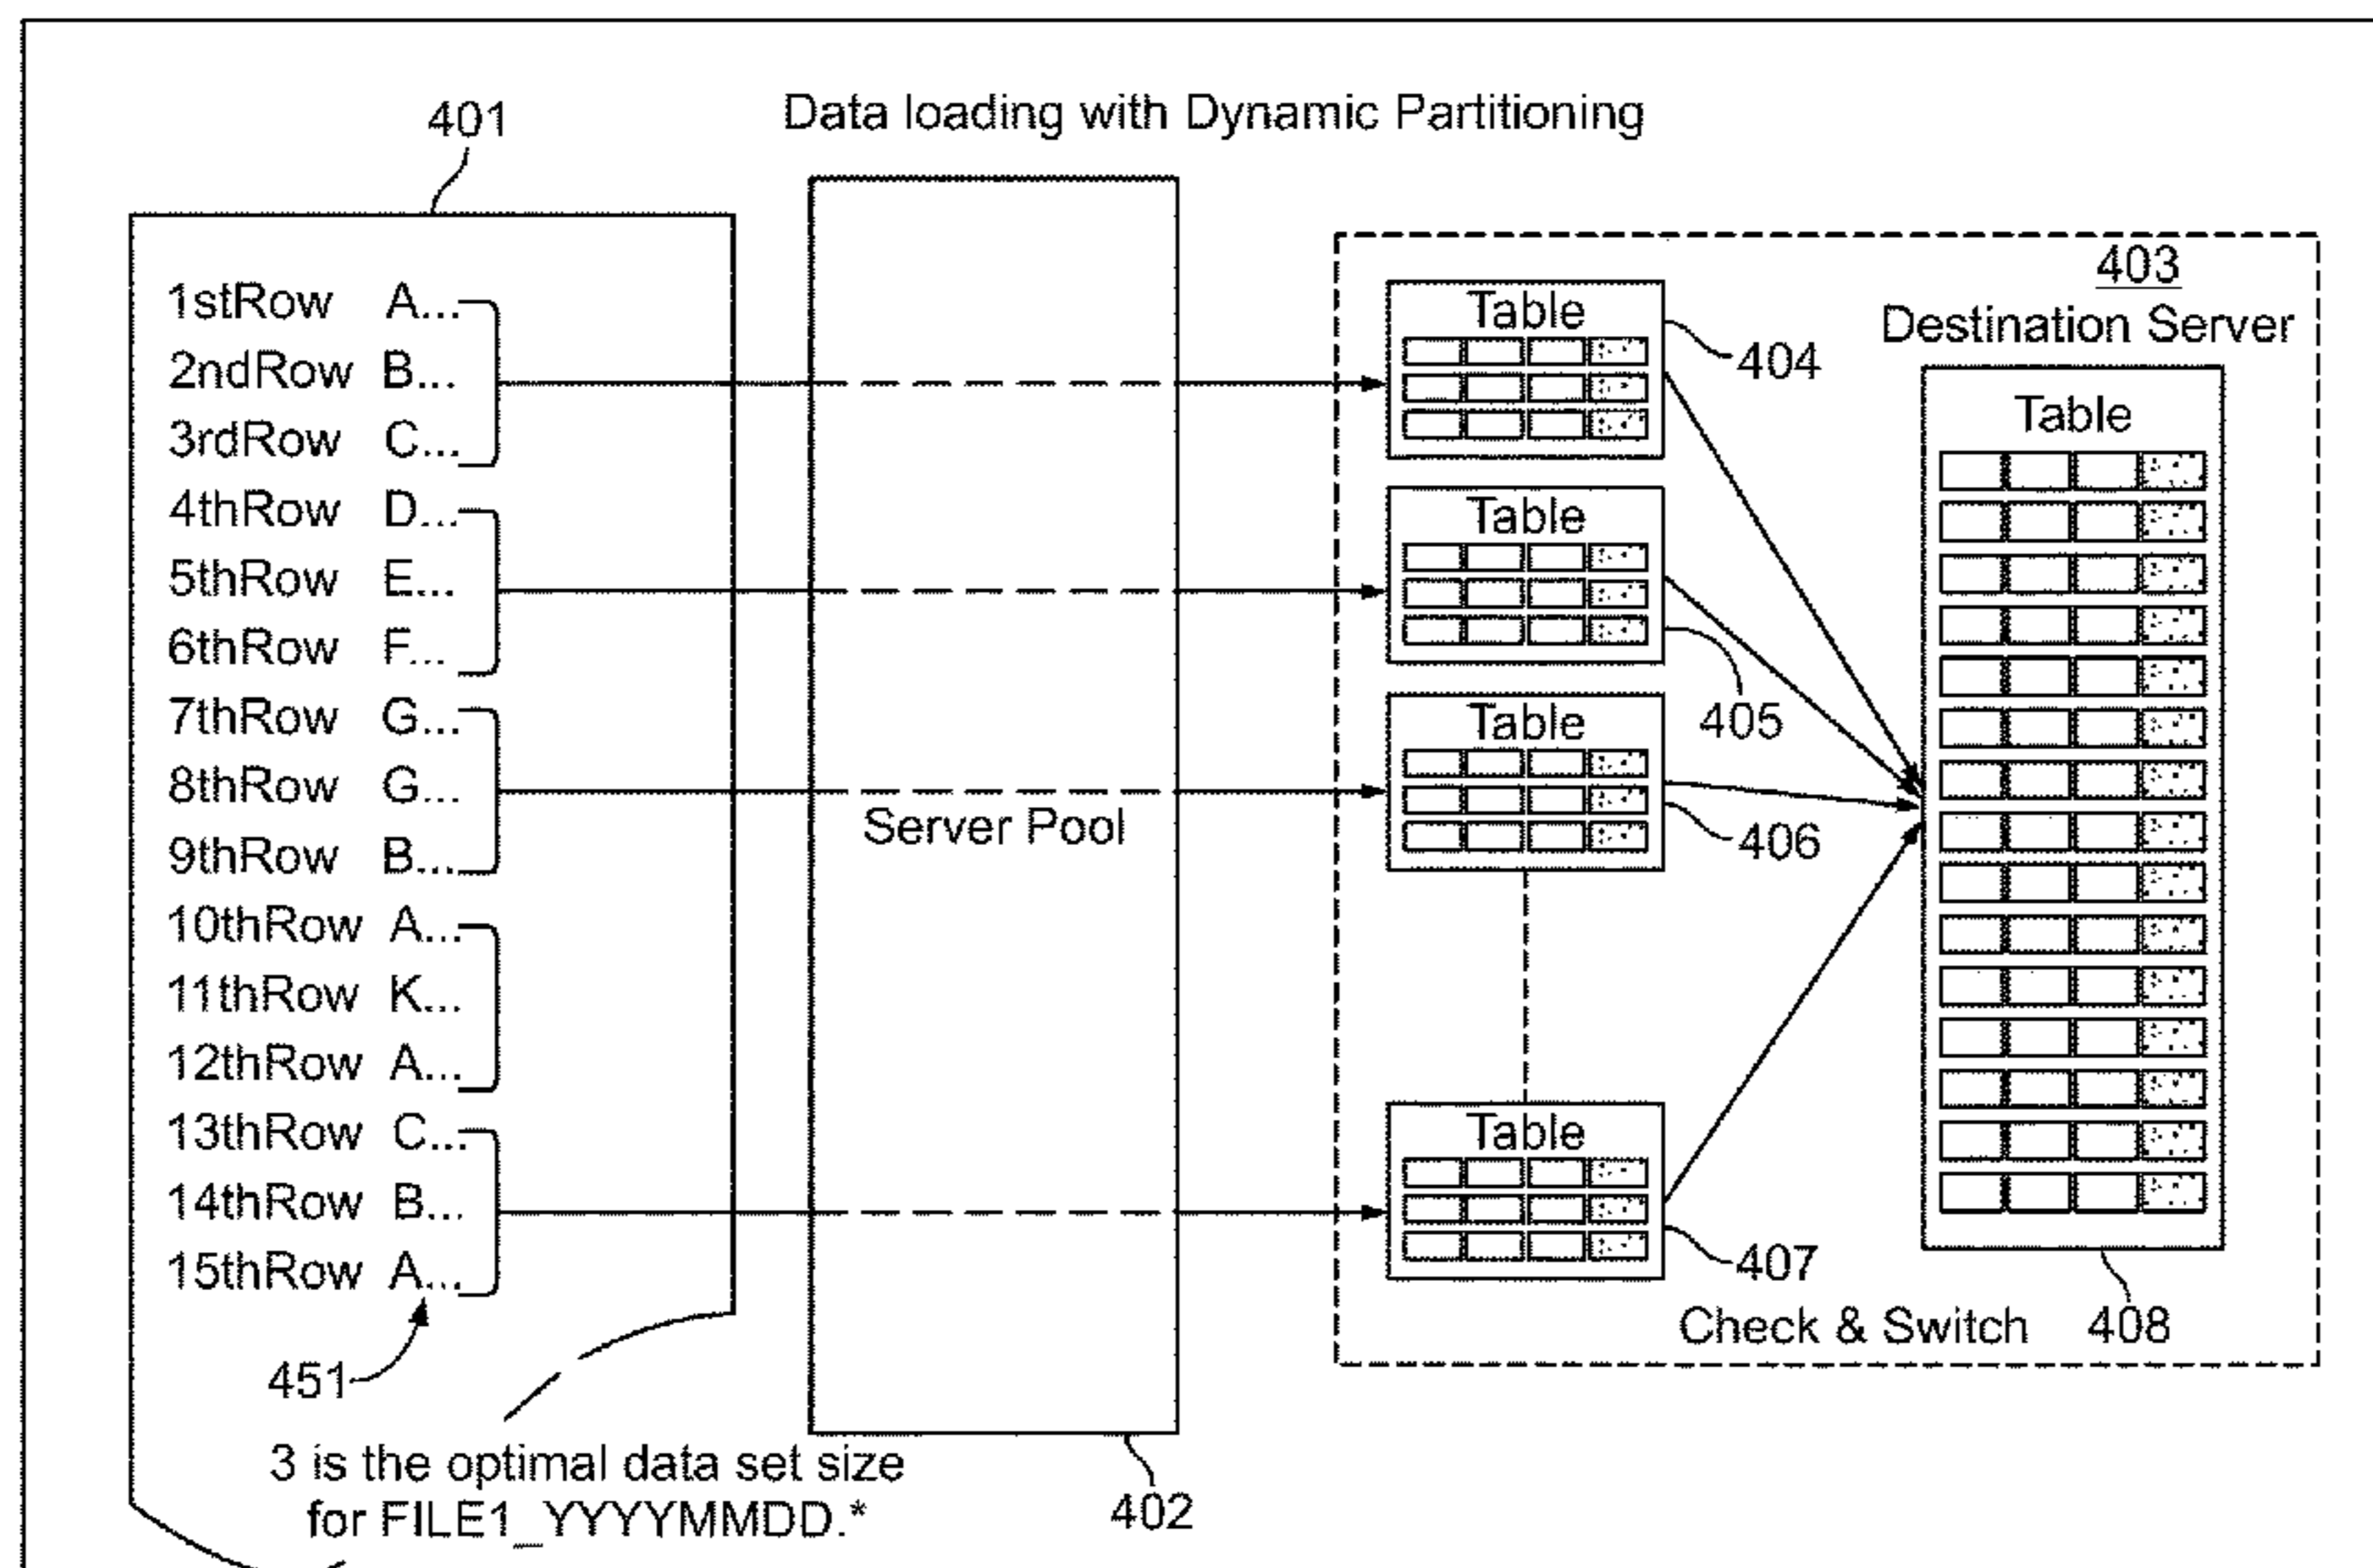 Data loading with Dynamic Partitioning
401
1stRow A...
2ndRow B...
3rdRow C...
4thRow D...
5thRow E...
6thRow F...
7thRow G...
8thRow G...
9thRow B...
10thRow A...
11thRow K...
12thRow A...
13thRow C...
14thRow B...
15thRow A...
451
3 is the optimal data set size
for FILE1_YYYYMMDD.*
Server Pool
402
403
Destination Server
Table
404
Table
405
Table
406
Table
407
Table
408
Check & Switch